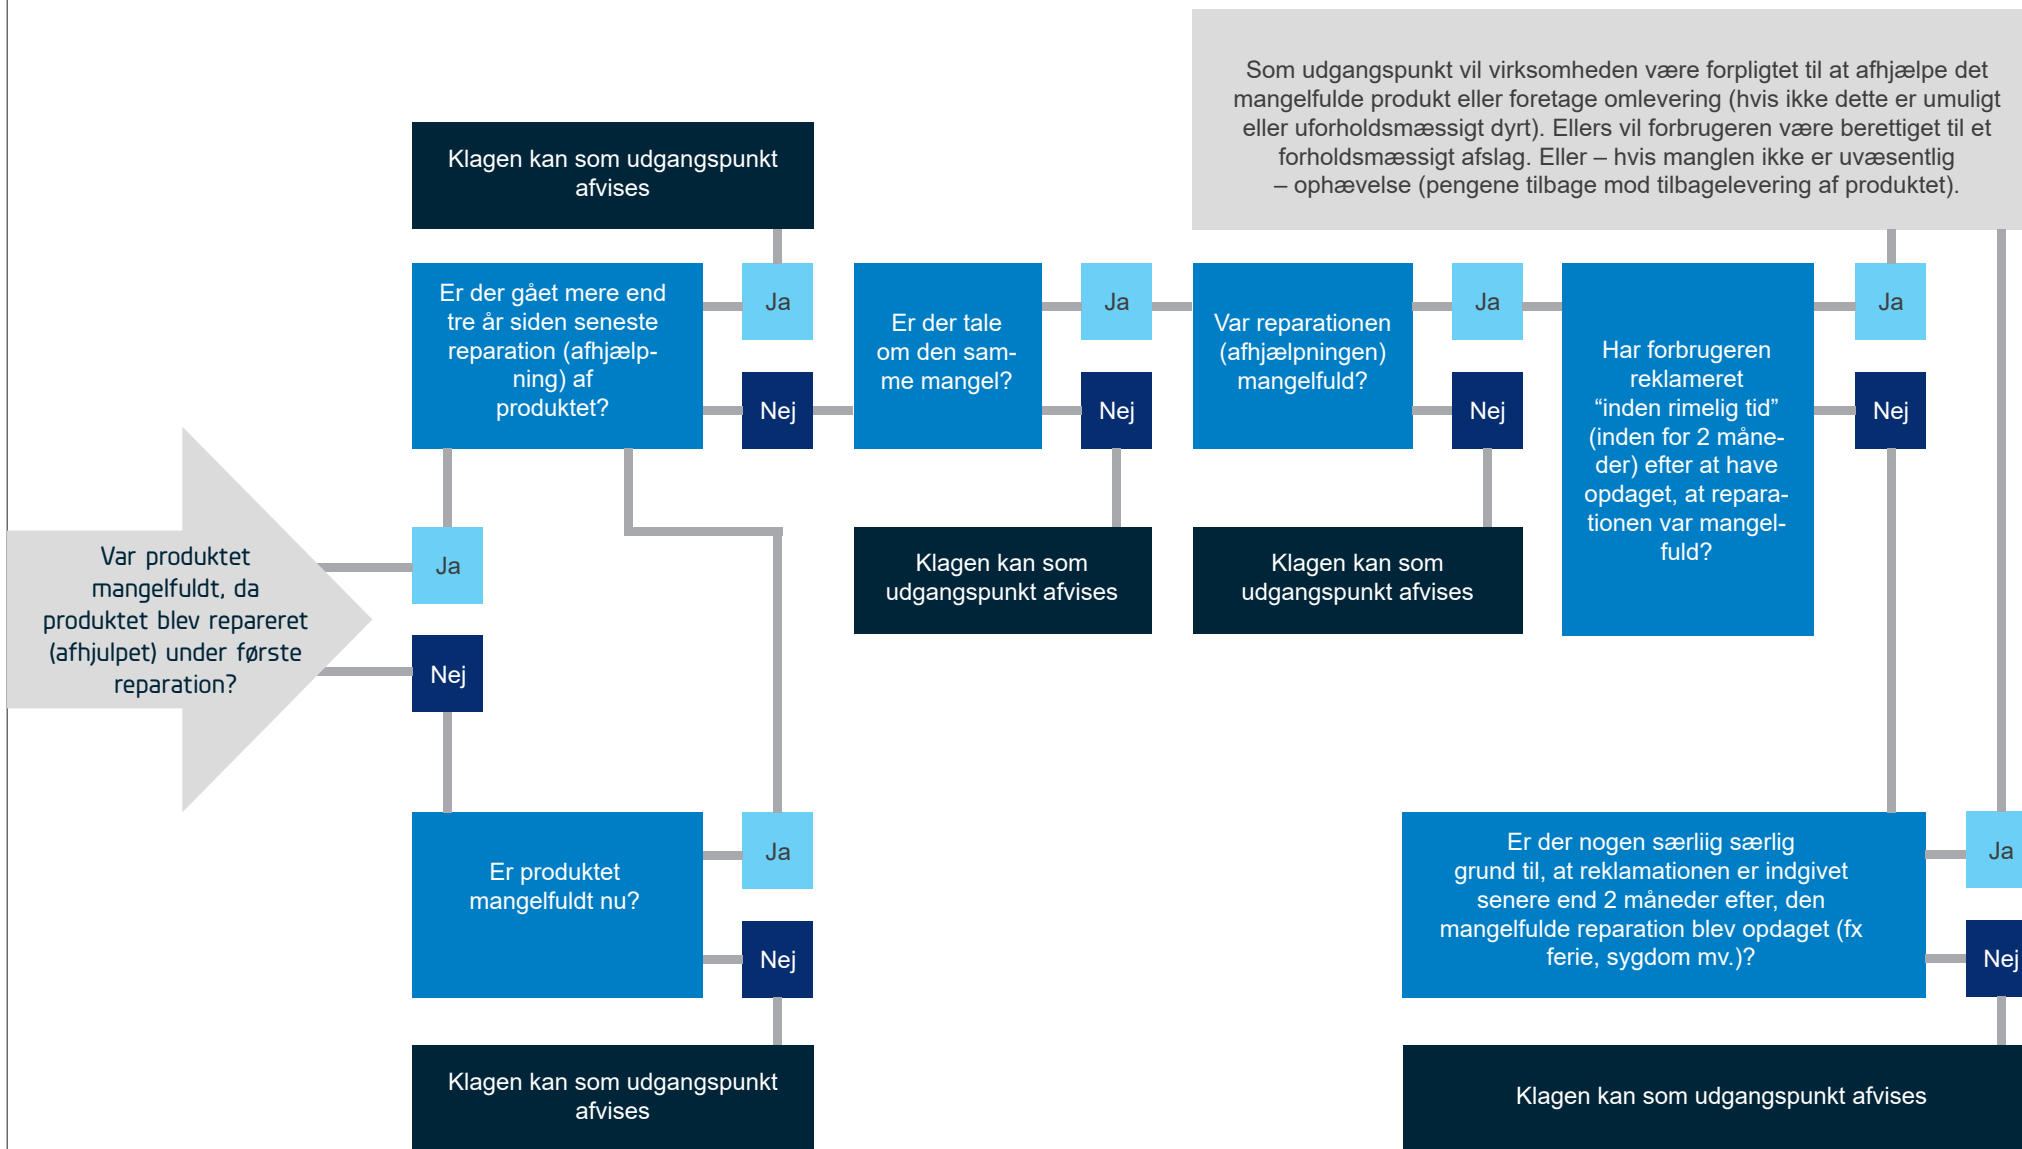 Som udgangspunkt vil virksomheden være forpligtet til at afhjælpe det
mangelfulde produkt eller foretage omlevering (hvis ikke dette er umuligt
eller uforholdsmæssigt dyrt). Ellers vil forbrugeren være berettiget til et
forholdsmæssigt afslag. Eller – hvis manglen ikke er uvæsentlig
– ophævelse (pengene tilbage mod tilbagelevering af produktet).
Klagen kan som udgangspunkt
afvises
Er der gået mere end
tre år siden seneste
reparation (afhjælp-
ning) af
produktet?
Ja
Nej
Er der tale
om den sam-
me mangel?
Ja
Nej
Var reparationen
(afhjælpningen)
mangelfuld?
Ja
Nej
Har forbrugeren
reklameret
“inden rimelig tid”
(inden for 2 måne-
der) efter at have
opdaget, at repara-
tionen var mangel-
fuld?
Ja
Nej
Var produktet
mangelfuldt, da
produktet blev repareret
(afhjulpet) under første
reparation?
Ja
Nej
Klagen kan som
udgangspunkt afvises
Klagen kan som
udgangspunkt afvises
Er produktet
mangelfuldt nu?
Ja
Nej
Er der nogen særliig særlig
grund til, at reklamationen er indgivet
senere end 2 måneder efter, den
mangelfulde reparation blev opdaget (fx
ferie, sygdom mv.)?
Ja
Nej
Klagen kan som udgangspunkt
afvises
Klagen kan som udgangspunkt afvises